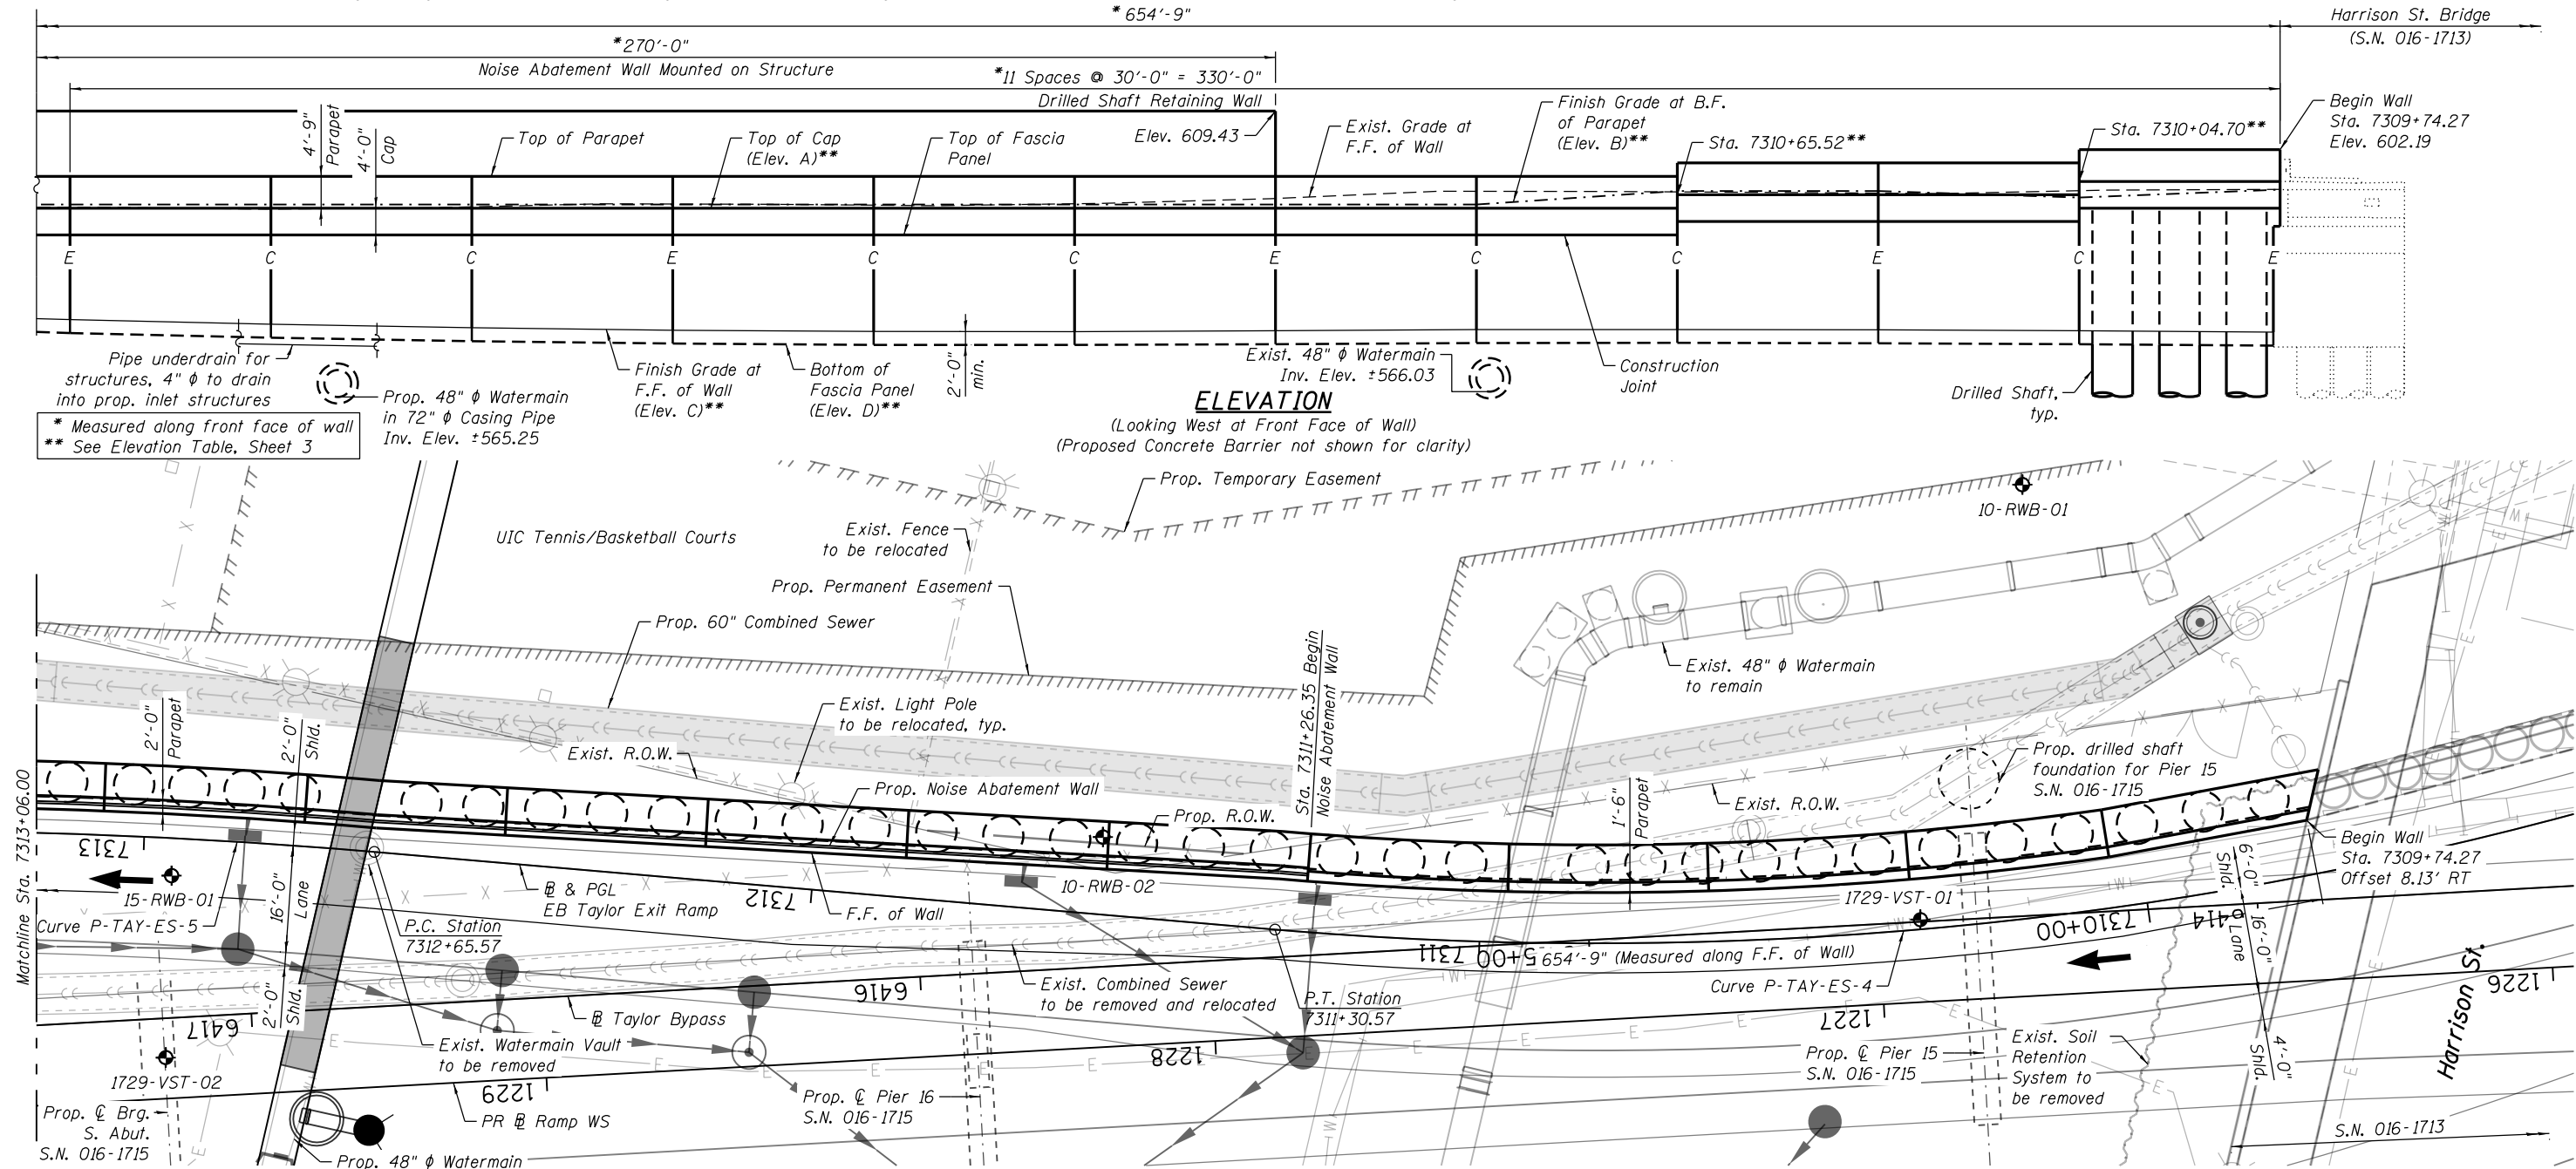 *654'-9"
Harrison St. Bridge
(S.N. 016-1713)
*270'-0"
Noise Abatement Wall Mounted on Structure
*11 Spaces @ 30'-0" = 330'-0"
Drilled Shaft Retaining Wall
4'-9"
Parapet
4'-0"
Cap
Top of Parapet
Top of Cap
(Elev. A)**
Top of Fascia
Panel
Elev. 609.43
Exist. Grade at
F.F. of Wall
Finish Grade at B.F.
of Parapet
(Elev. B)**
Sta. 7310+65.52**
Sta. 7310+04.70**
Begin Wall
Sta. 7309+74.27
Elev. 602.19
E
C
C
E
C
C
E
C
C
E
C
E
Pipe underdrain for
structures, 4" ϕ to drain
into prop. inlet structures
* Measured along front face of wall
** See Elevation Table, Sheet 3
Prop. 48" ϕ Watermain
in 72" ϕ Casing Pipe
Inv. Elev. ±565.25
Finish Grade at
F.F. of Wall
(Elev. C)**
Bottom of
Fascia Panel
(Elev. D)**
2'-0"
min.
Exist. 48" ϕ Watermain
Inv. Elev. ±566.03
Construction
Joint
Drilled Shaft,
typ.
ELEVATION
(Looking West at Front Face of Wall)
(Proposed Concrete Barrier not shown for clarity)
Prop. Temporary Easement
10-RWB-01
UIC Tennis/Basketball Courts
Exist. Fence
to be relocated
Prop. Permanent Easement
Prop. 60" Combined Sewer
Exist. 48" ϕ Watermain
to remain
Sta. 7311+26.35 Begin
Noise Abatement Wall
2'-0"
Parapet
2'-0"
Shld.
Exist. Light Pole
to be relocated, typ.
Exist. R.O.W.
Prop. Noise Abatement Wall
Prop. R.O.W.
1'-6"
Parapet
Exist. R.O.W.
Prop. drilled shaft
foundation for Pier 15
S.N. 016-1715
Begin Wall
Sta. 7309+74.27
Offset 8.13' RT
Matchline Sta. 7313+06.00
7313
15-RWB-01
Curve P-TAY-ES-5
16'-0"
Lane
P.C. Station
7312+65.57
℄ & PGL
EB Taylor Exit Ramp
7312
F.F. of Wall
10-RWB-02
1729-VST-01
7311
5+00
654'-9" (Measured along F.F. of Wall)
7310+00
6414
6'-0"
Shld.
16'-0"
Lane
Curve P-TAY-ES-4
Exist. Combined Sewer
to be removed and relocated
P.T. Station
7311+30.57
6416
6417
2'-0"
Shld.
℄ Taylor Bypass
Exist. Watermain Vault
to be removed
1228
1227
1226
1229
1729-VST-02
Prop. ℄ Brg.
S. Abut.
S.N. 016-1715
PR ℄ Ramp WS
Prop. 48" ϕ Watermain
Prop. ℄ Pier 16
S.N. 016-1715
Prop. ℄ Pier 15
S.N. 016-1715
Exist. Soil
Retention
System to
be removed
4'-0"
Shld.
Harrison St.
S.N. 016-1713